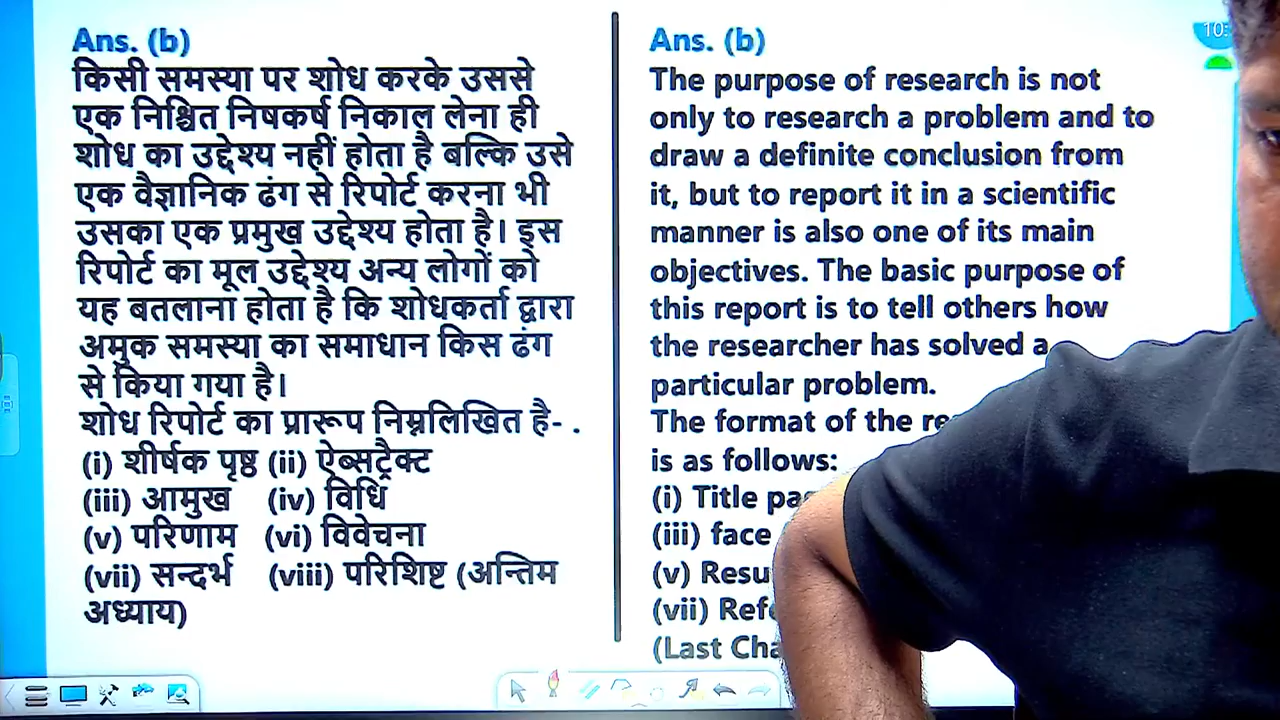 Ans. (b)
किसी समस्या पर शोध करके उससे
एक निश्चित निषकर्ष निकाल लेना ही
शोध का उद्देश्य नहीं होता है बल्कि उसे
एक वैज्ञानिक ढंग से रिपोर्ट करना भी
उसका एक प्रमुख उद्देश्य होता है। इस
रिपोर्ट का मूल उद्देश्य अन्य लोगों को
यह बतलाना होता है कि शोधकर्ता द्वारा
अमुक समस्या का समाधान किस ढंग
से किया गया है।
शोध रिपोर्ट का प्रारूप निम्नलिखित है- .
(i) शीर्षक पृष्ठ (ii) ऐब्सट्रैक्ट
(iii) आमुख (iv) विधि
(v) परिणाम (vi) विवेचना
(vii) सन्दर्भ (viii) परिशिष्ट (अन्तिम
अध्याय)
Ans. (b)
The purpose of research is not
only to research a problem and to
draw a definite conclusion from
it, but to report it in a scientific
manner is also one of its main
objectives. The basic purpose of
this report is to tell others how
the researcher has solved a
particular problem.
The format of the
is as follows:
(i) Title
(iii) face
(v)
(vii)
(Last